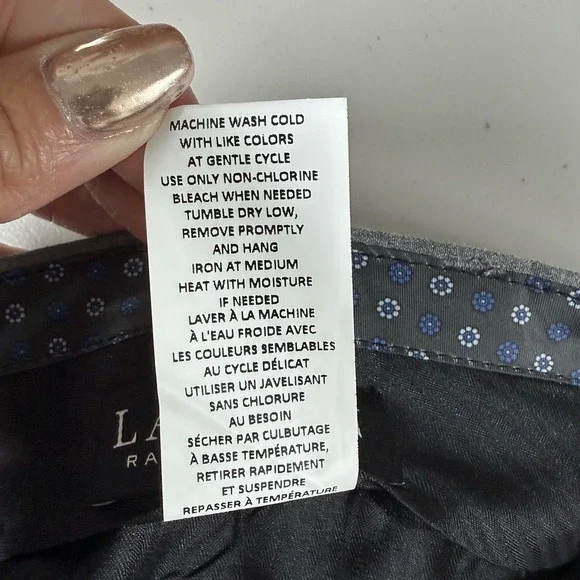 MACHINE WASH COLD
WITH LIKE COLORS
AT GENTLE CYCLE
USE ONLY NON-CHLORINE
BLEACH WHEN NEEDED
TUMBLE DRY LOW,
REMOVE PROMPTLY
AND HANG
IRON AT MEDIUM
HEAT WITH MOISTURE
IF NEEDED
LAVER À LA MACHINE
À L'EAU FROIDE AVEC
LES COULEURS SEMBLABLES
AU CYCLE DÉLICAT
UTILISER UN JAVELISANT
SANS CHLORURE
AU BESOIN
SÉCHER PAR CULBUTAGE
À BASSE TEMPÉRATURE,
RETIRER RAPIDEMENT
ET SUSPENDRE
REPASSER À TEMPÉRATURE